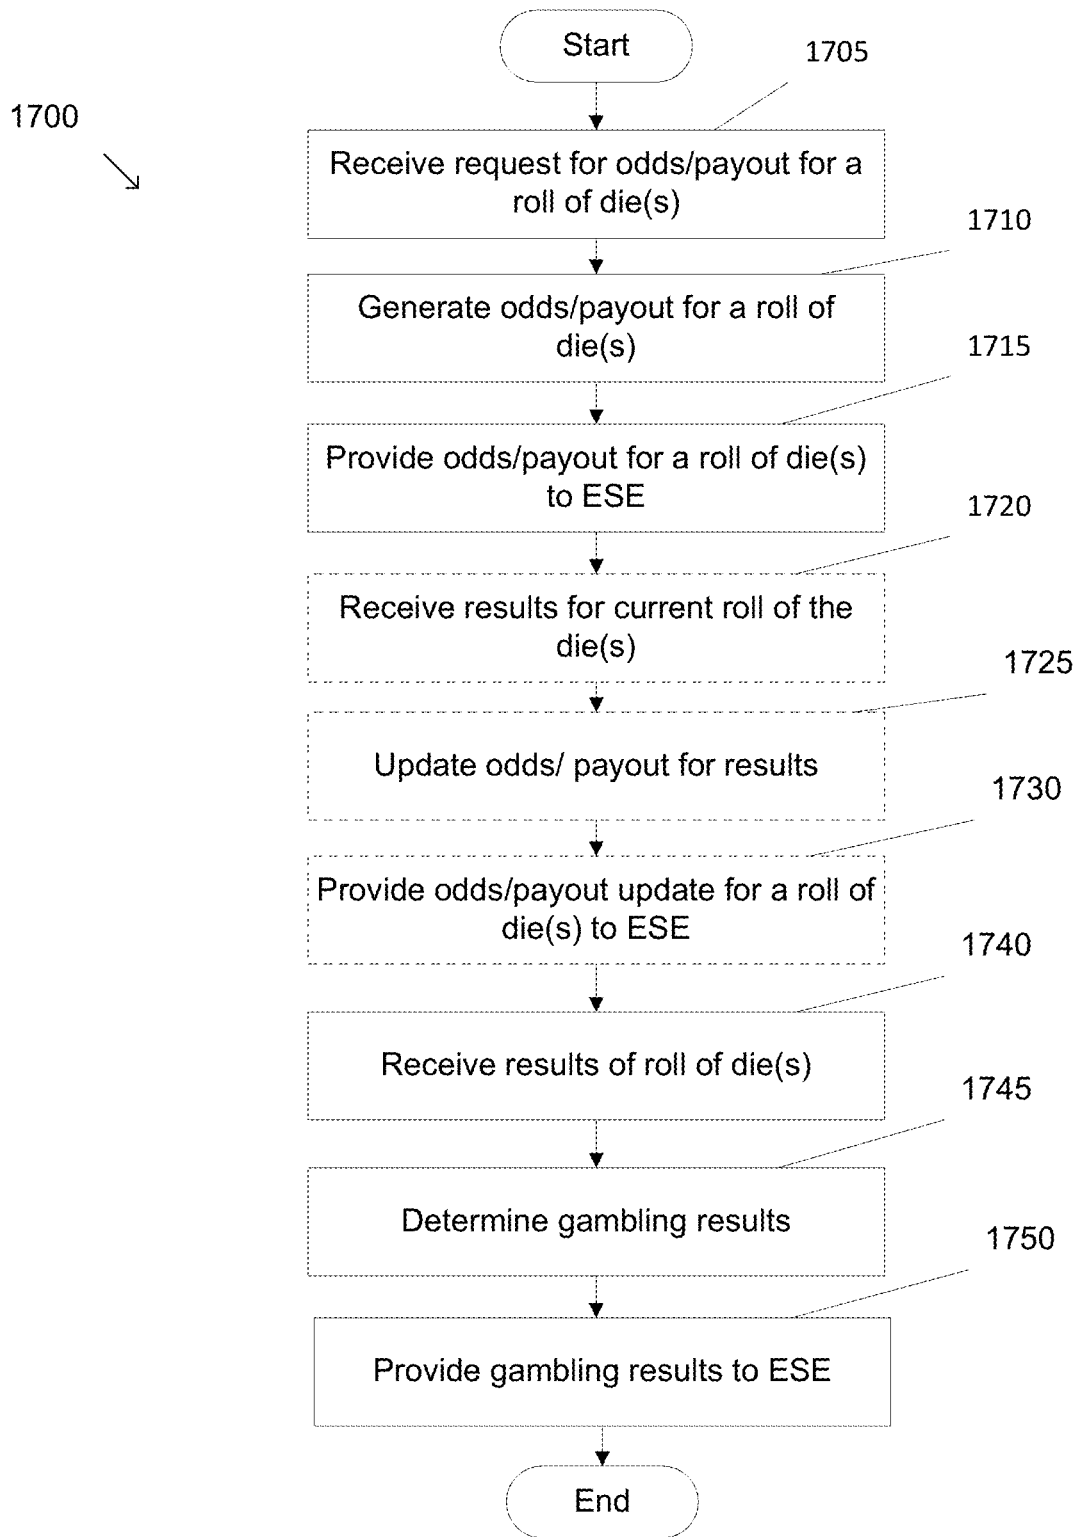 Start
1705
1700
Receive request for odds/payout for a
roll of die(s)
1710
Generate odds/payout for a roll of
die(s)
1715
Provide odds/payout for a roll of die(s)
to ESE
1720
Receive results for current roll of the
die(s)
1725
Update odds/ payout for results
1730
Provide odds/payout update for a roll of
die(s) to ESE
1740
Receive results of roll of die(s)
1745
Determine gambling results
1750
Provide gambling results to ESE
End